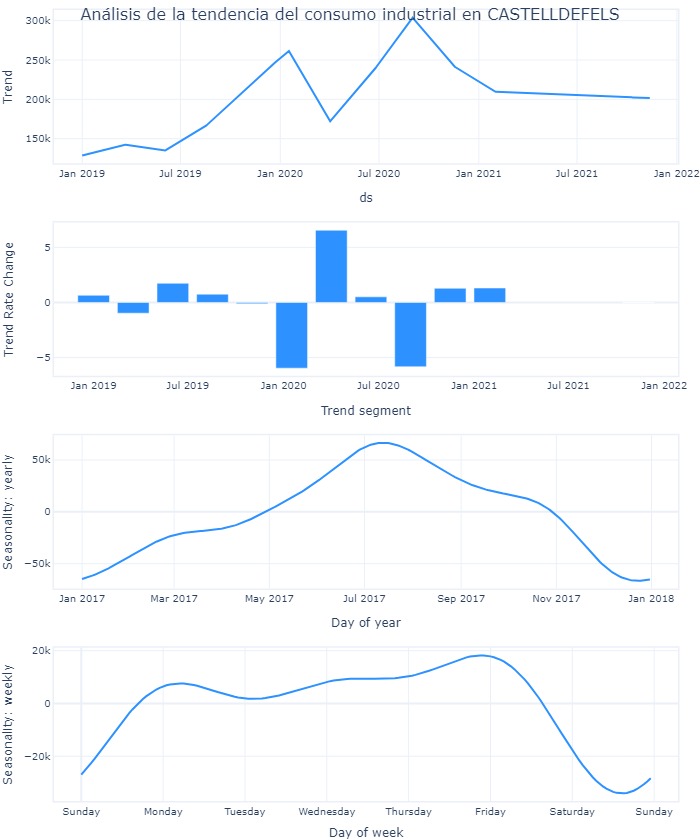 Análisis de la tendencia del consumo industrial en CASTELLDEFELS
300k
250k
200k
150k
Trend
Jan 2019 Jul 2019 Jan 2020 Jul 2020 Jan 2021 Jul 2021 Jan 2022
ds
5
0
−5
Trend Rate Change
Jan 2019 Jul 2019 Jan 2020 Jul 2020 Jan 2021 Jul 2021 Jan 2022
Trend segment
50k
0
−50k
Seasonality: yearly
Jan 2017 Mar 2017 May 2017 Jul 2017 Sep 2017 Nov 2017 Jan 2018
Day of year
20k
0
−20k
Seasonality: weekly
Sunday Monday Tuesday Wednesday Thursday Friday Saturday Sunday
Day of week